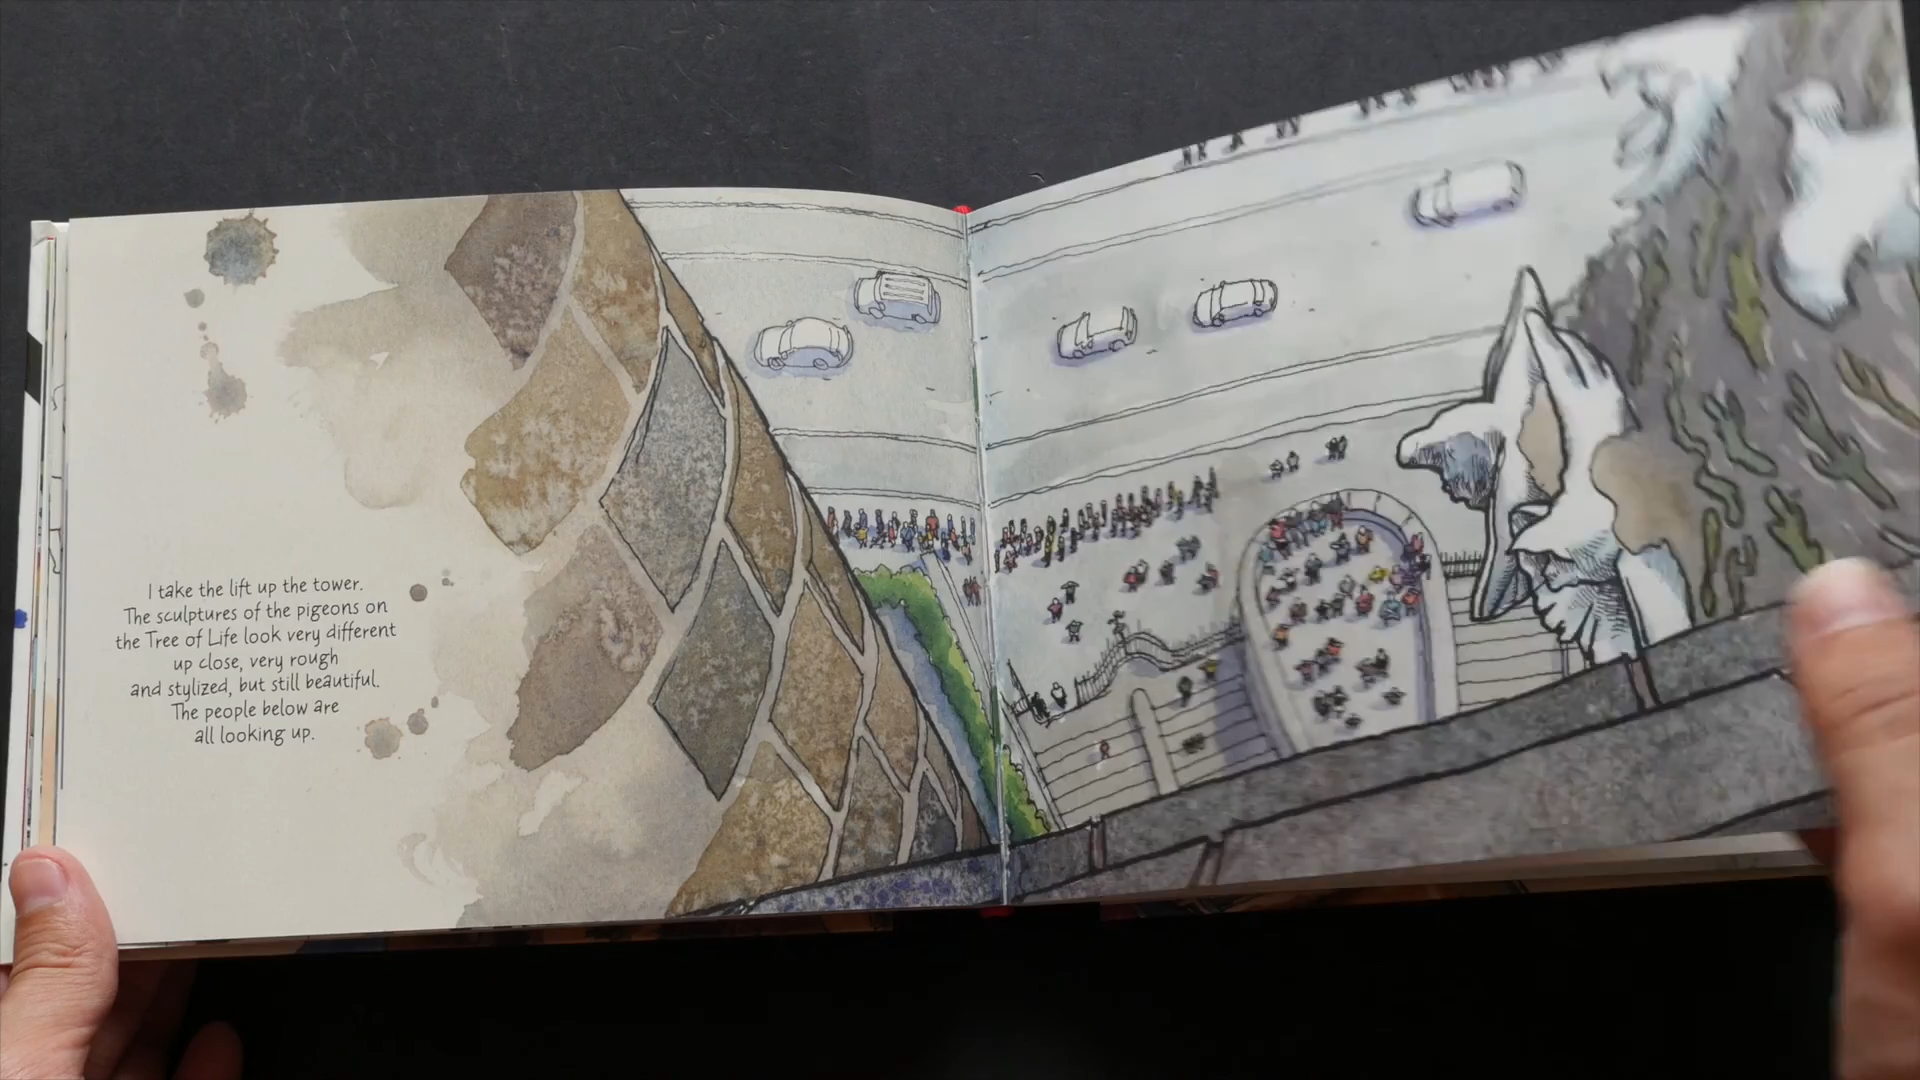 I take the lift up the tower.
The sculptures of the pigeons on
the Tree of Life look very different
up close, very rough
and stylized, but still beautiful.
The people below are
all looking up.